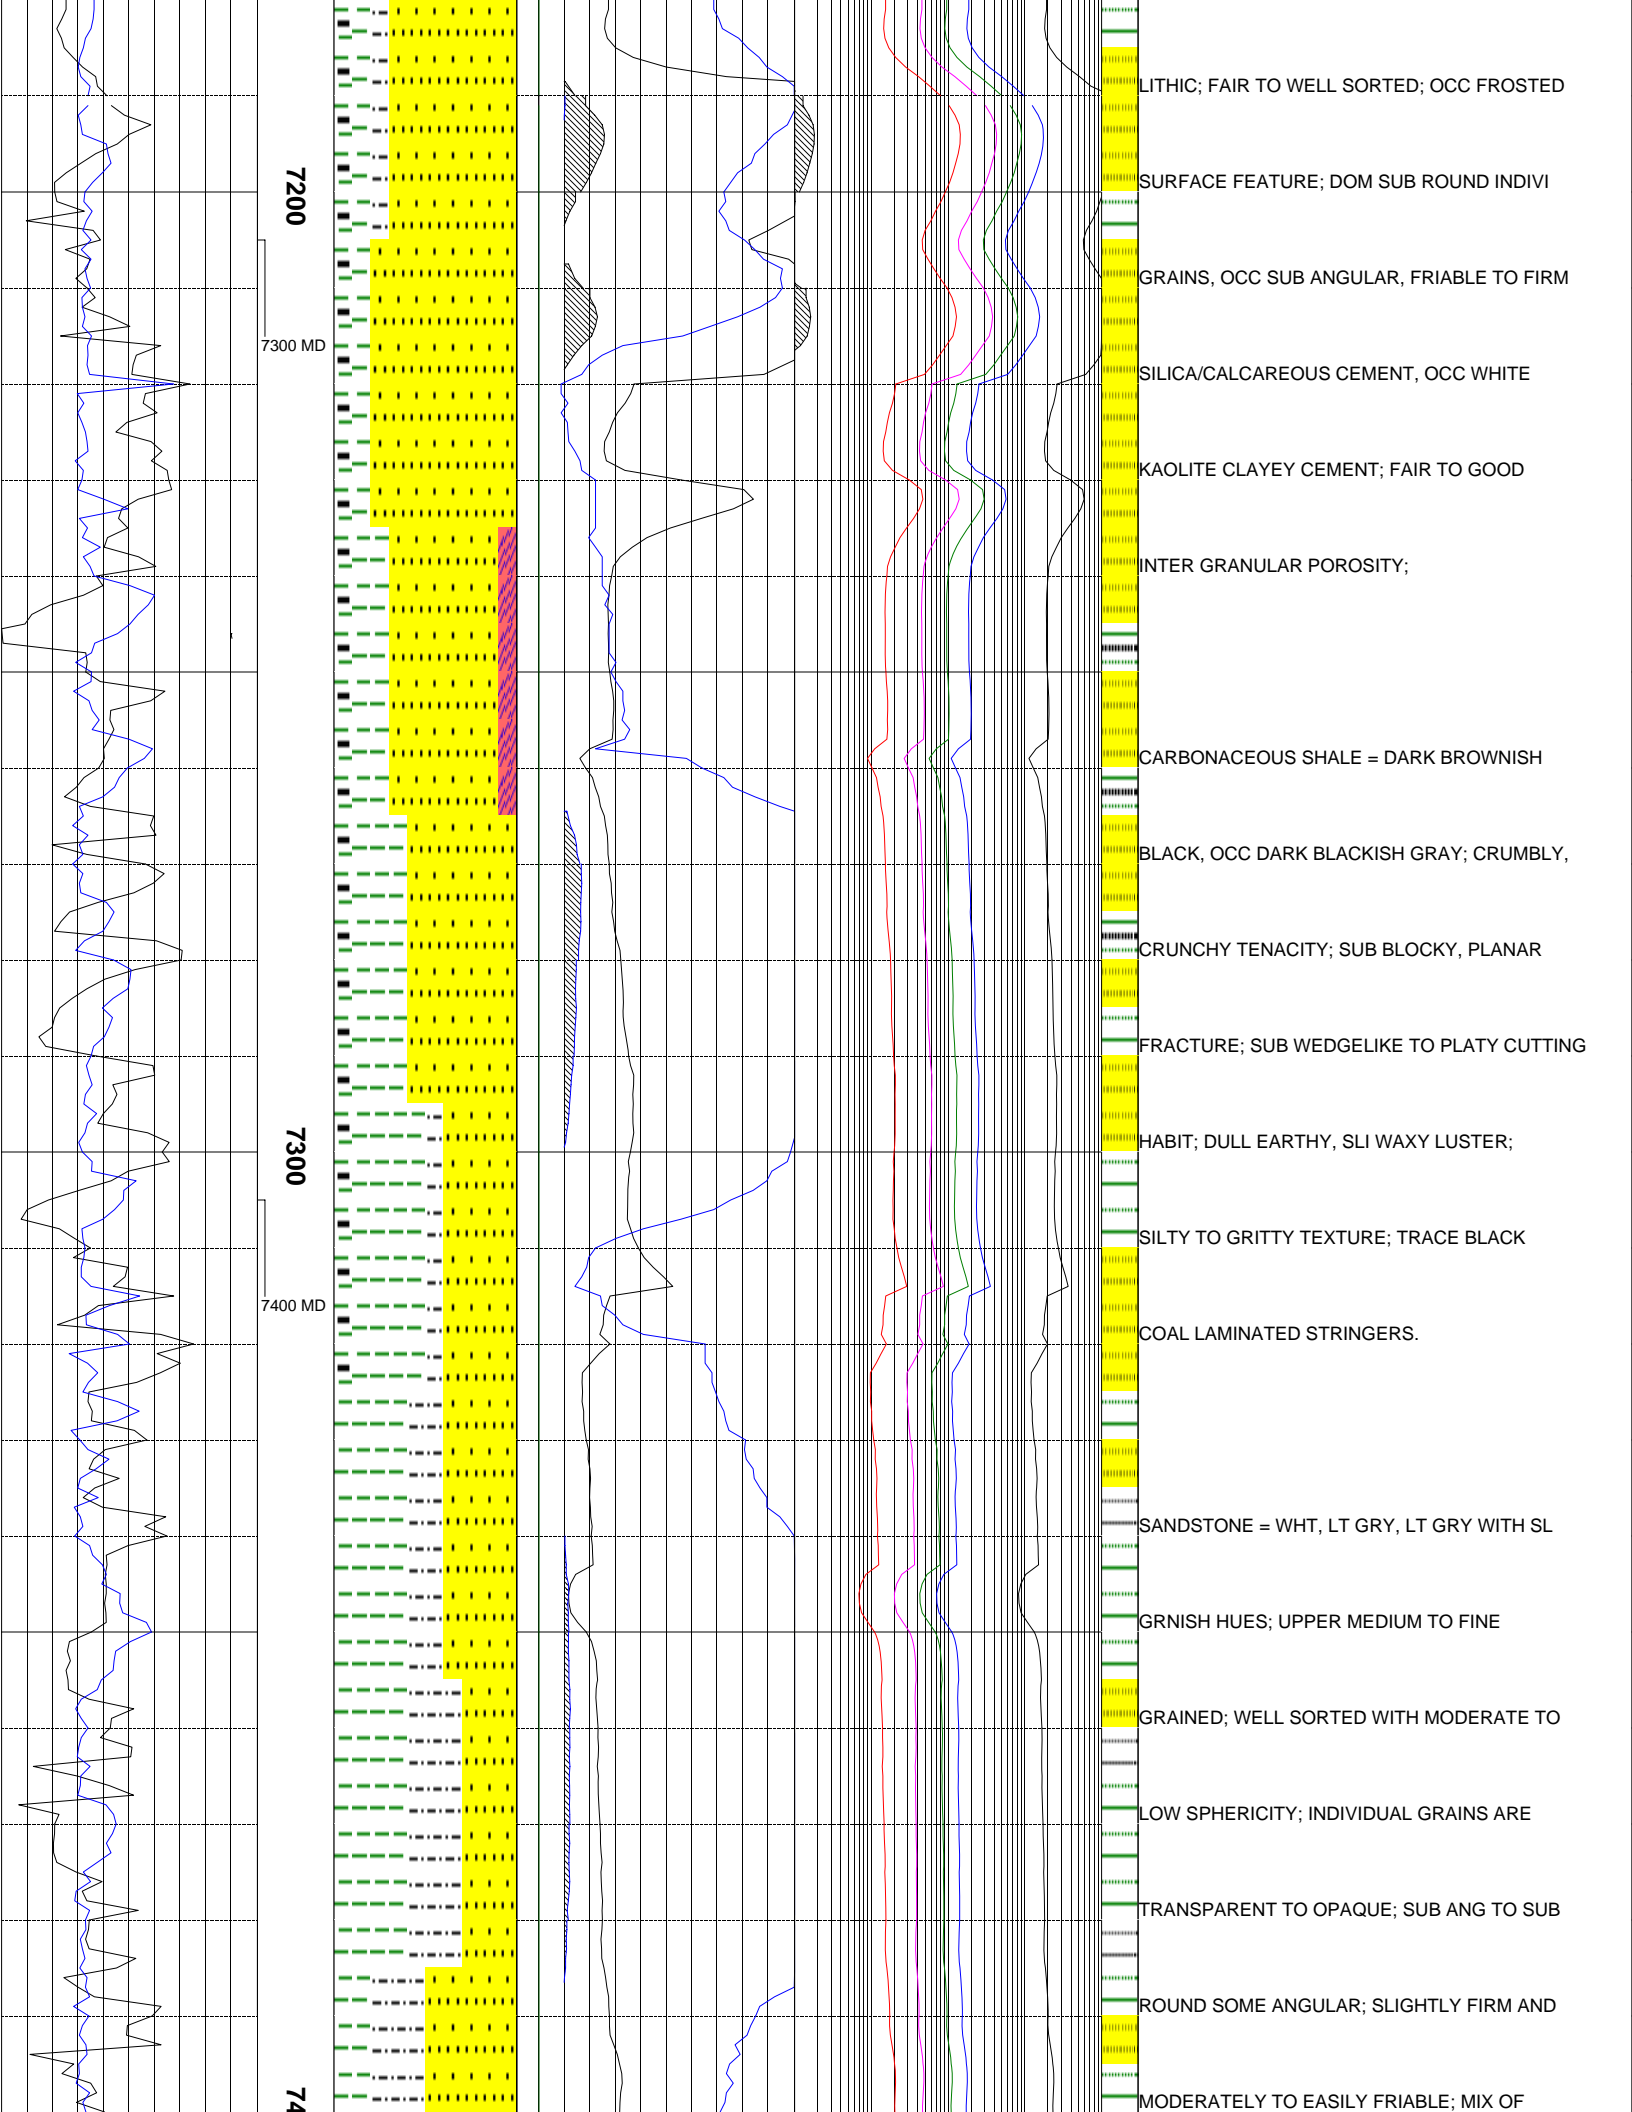 LITHIC; FAIR TO WELL SORTED; OCC FROSTED
7200
SURFACE FEATURE; DOM SUB ROUND INDIVI
GRAINS, OCC SUB ANGULAR, FRIABLE TO FIRM
7300 MD
SILICA/CALCAREOUS CEMENT, OCC WHITE
KAOLITE CLAYEY CEMENT; FAIR TO GOOD
INTER GRANULAR POROSITY;
CARBONACEOUS SHALE = DARK BROWNISH
BLACK, OCC DARK BLACKISH GRAY; CRUMBLY,
CRUNCHY TENACITY; SUB BLOCKY, PLANAR
FRACTURE; SUB WEDGELIKE TO PLATY CUTTING
7300
HABIT; DULL EARTHY, SLI WAXY LUSTER;
SILTY TO GRITTY TEXTURE; TRACE BLACK
7400 MD
COAL LAMINATED STRINGERS.
SANDSTONE = WHT, LT GRY, LT GRY WITH SL
GRNISH HUES; UPPER MEDIUM TO FINE
GRAINED; WELL SORTED WITH MODERATE TO
LOW SPHERICITY; INDIVIDUAL GRAINS ARE
TRANSPARENT TO OPAQUE; SUB ANG TO SUB
ROUND SOME ANGULAR; SLIGHTLY FIRM AND
MODERATELY TO EASILY FRIABLE; MIX OF